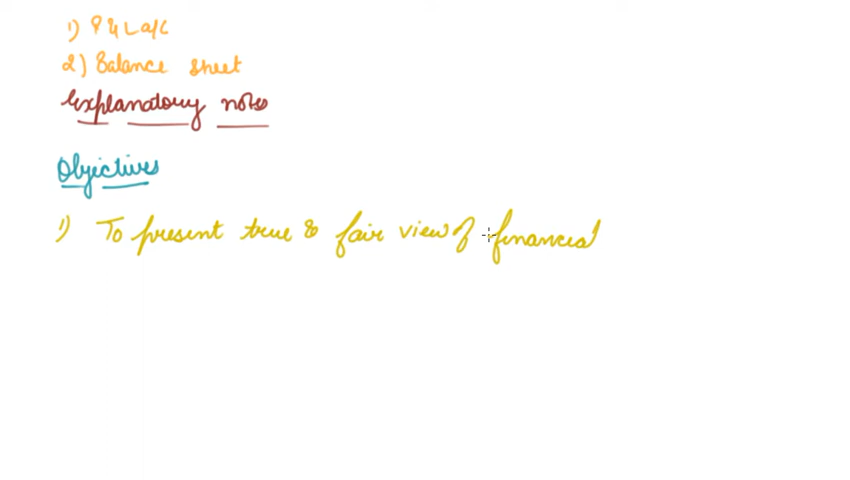 1) P & L a/c
2) Balance sheet
Explanatory notes
Objectives
1) To present true & fair view of financial